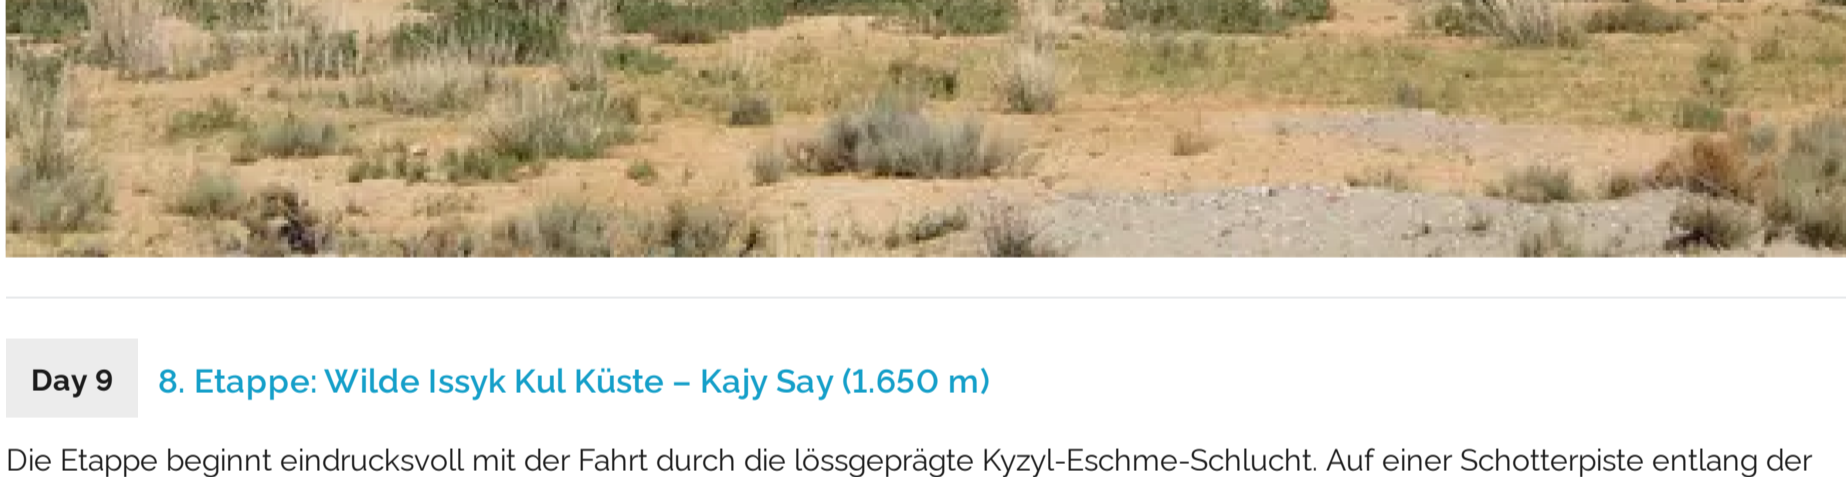 Day 9
8. Etappe: Wilde Issyk Kul Küste – Kajy Say (1.650 m)
Die Etappe beginnt eindrucksvoll mit der Fahrt durch die lössgeprägte Kyzyl-Eschme-Schlucht. Auf einer Schotterpiste entlang der